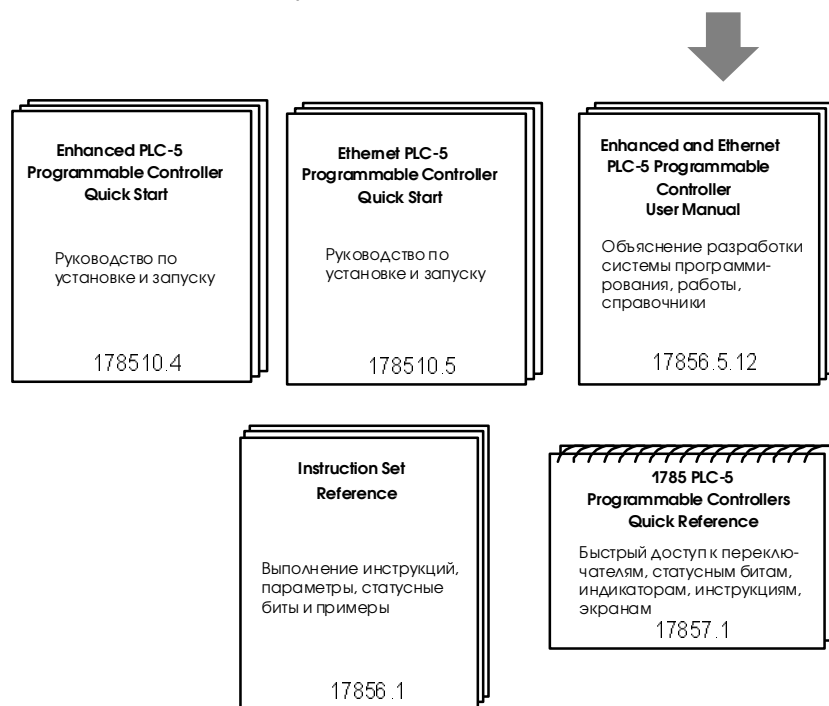 Enhanced PLC-5
Programmable Controller
Quick Start
Руководство по
установке и запуску
178510.4
Ethernet PLC-5
Programmable Controller
Quick Start
Руководство по
установке и запуску
178510.5
Enhanced and Ethernet
PLC-5 Programmable
Controller
User Manual
Объяснение разработки
системы программи-
рования, работы,
справочники
17856.5.12
Instruction Set
Reference
Выполнение инструкций,
параметры, статусные
биты и примеры
17856.1
1785 PLC-5
Programmable Controllers
Quick Reference
Быстрый доступ к переклю-
чателям, статусным битам,
индикаторам, инструкциям,
экранам
17857.1